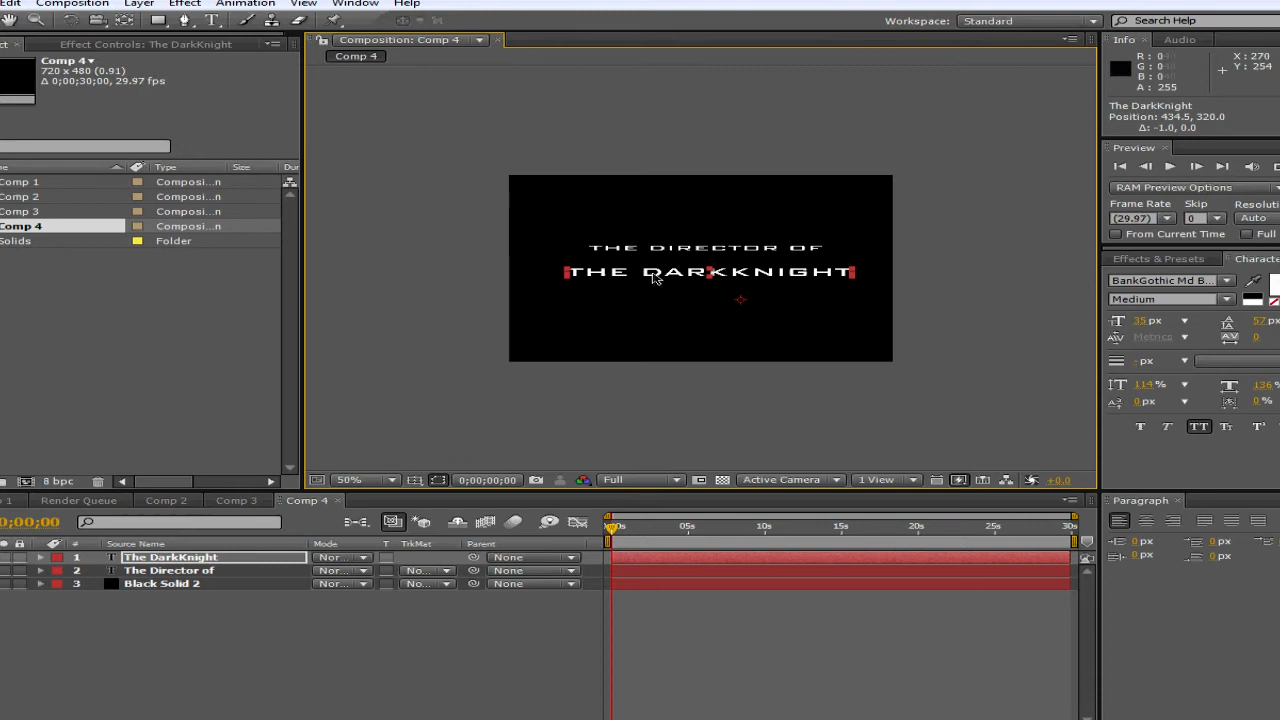 Edit Composition Layer Effect Animation View Window Help
Workspace: Standard Search Help
Effect Controls: The DarkKnight
Composition: Comp 4
Info Audio
Comp 4
Comp 4
720 x 480 (0.91)
Δ 0;00;30;00, 29.97 fps
R : 0
G : 0
B : 0
A : 255
X : 270
Y : 254
The DarkKnight
Position: 434.5, 320.0
Δ: -1.0, 0.0
Preview
Type Size Du
Comp 1 Composi...n
Comp 2 Composi...n
Comp 3 Composi...n
Comp 4 Composi...n
Solids Folder
RAM Preview Options
Frame Rate Skip Resoluti
(29.97) 0 Auto
From Current Time Full
THE DIRECTOR OF
THE DARKKNIGHT
Effects & Presets Charact
BankGothic Md B...
Medium
35 px 57 px
Metrics 0
- px
114 % 136
0 px 0 %
T T TT Tr T¹
8 bpc
50% 0;00;00;00 Full Active Camera 1 View +0.0
Render Queue Comp 2 Comp 3 Comp 4
Paragraph
0;00;00
05s 10s 15s 20s 25s 30s
# Source Name Mode T TrkMat Parent
1 T The DarkKnight Nor... None
2 T The Director of Nor... No... None
3 Black Solid 2 Nor... No... None
0 px 0 px
0 px 0 px